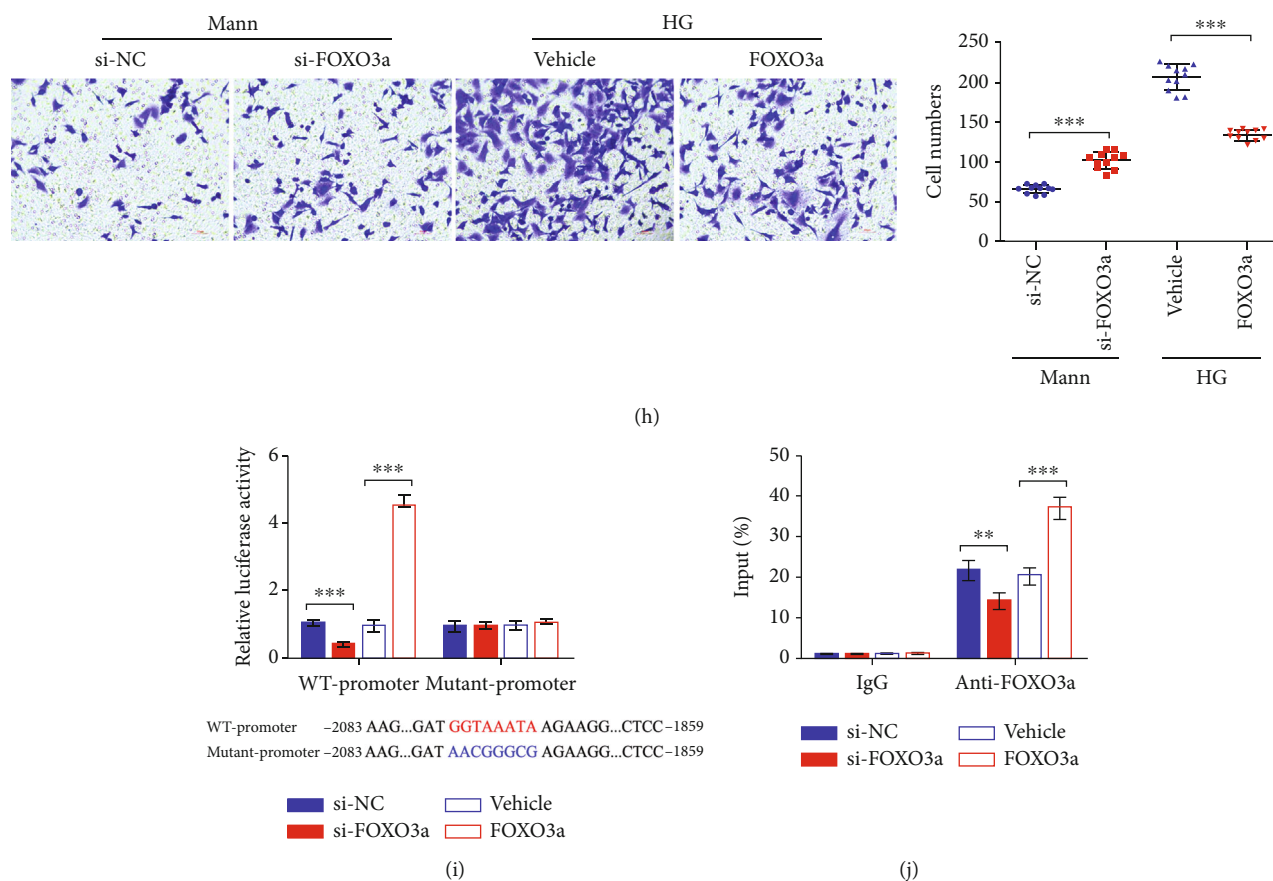 Mann
HG
si-NC
si-FOXO3a
Vehicle
FOXO3a
Cell numbers
250
200
150
100
50
0
***
***
si-NC
si-FOXO3a
Vehicle
FOXO3a
Mann
HG
(h)
Relative luciferase activity
6
4
2
0
***
***
WT-promoter
Mutant-promoter
WT-promoter −2083 AAG...GAT GGTAAATA AGAAGG...CTCC −1859
Mutant-promoter −2083 AAG...GAT AACGGGCG AGAAGG...CTCC −1859
si-NC
Vehicle
si-FOXO3a
FOXO3a
(i)
Input (%)
50
40
30
20
10
0
**
***
IgG
Anti-FOXO3a
si-NC
Vehicle
si-FOXO3a
FOXO3a
(j)